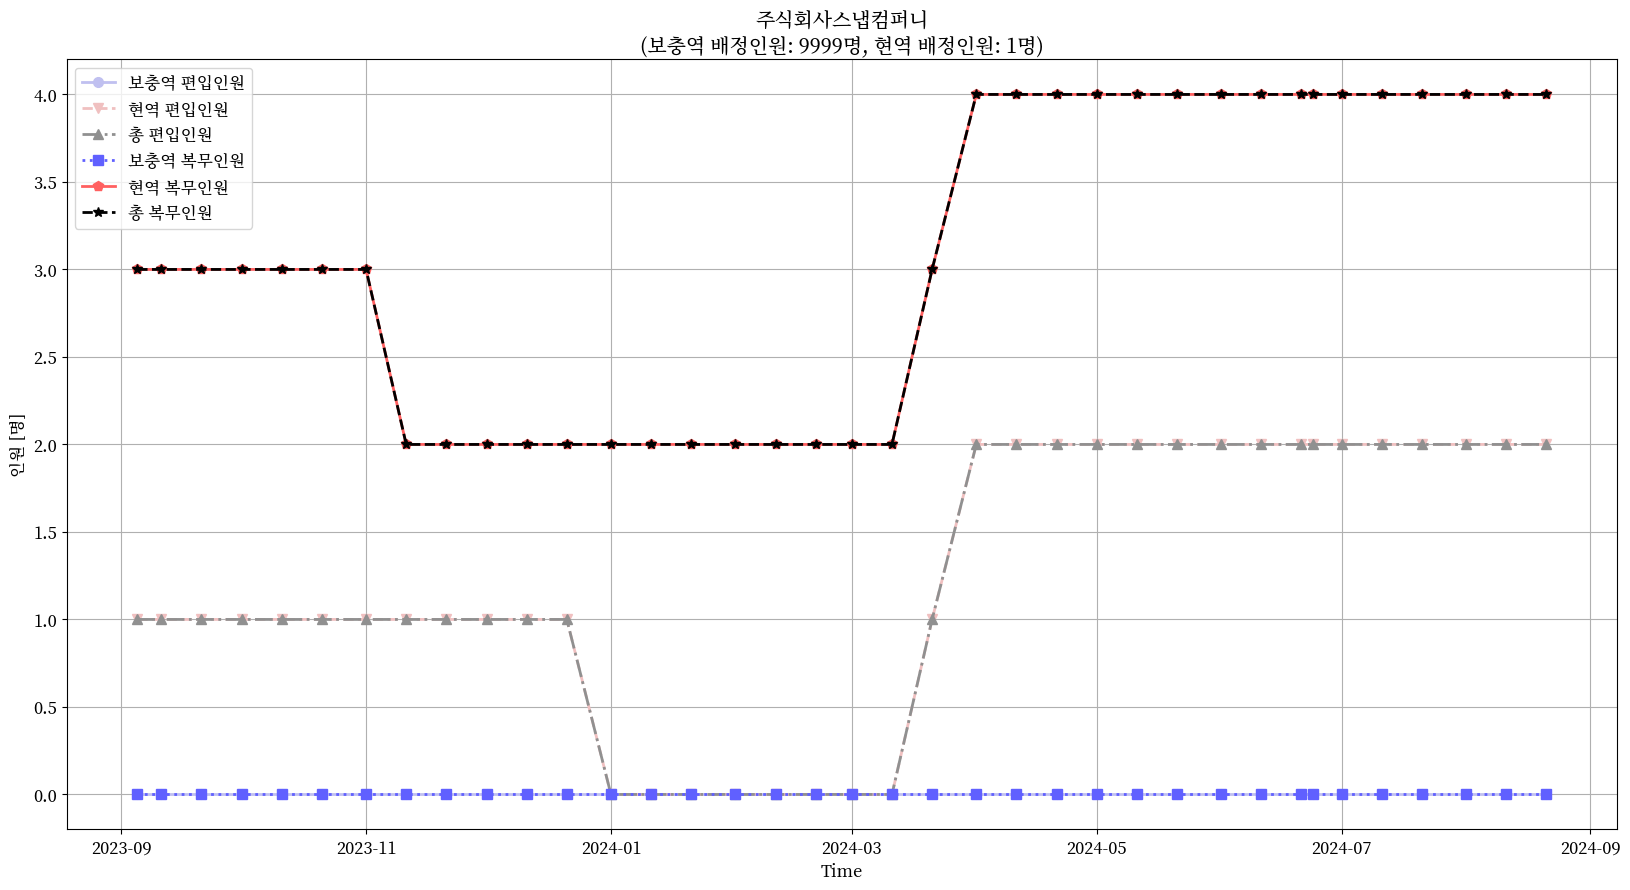 주식회사스냅컴퍼니
(보충역 배정인원: 9999명, 현역 배정인원: 1명)
보충역 편입인원
현역 편입인원
총 편입인원
보충역 복무인원
현역 복무인원
총 복무인원
인원 [명]
4.0
3.5
3.0
2.5
2.0
1.5
1.0
0.5
0.0
2023-09
2023-11
2024-01
2024-03
2024-05
2024-07
2024-09
Time